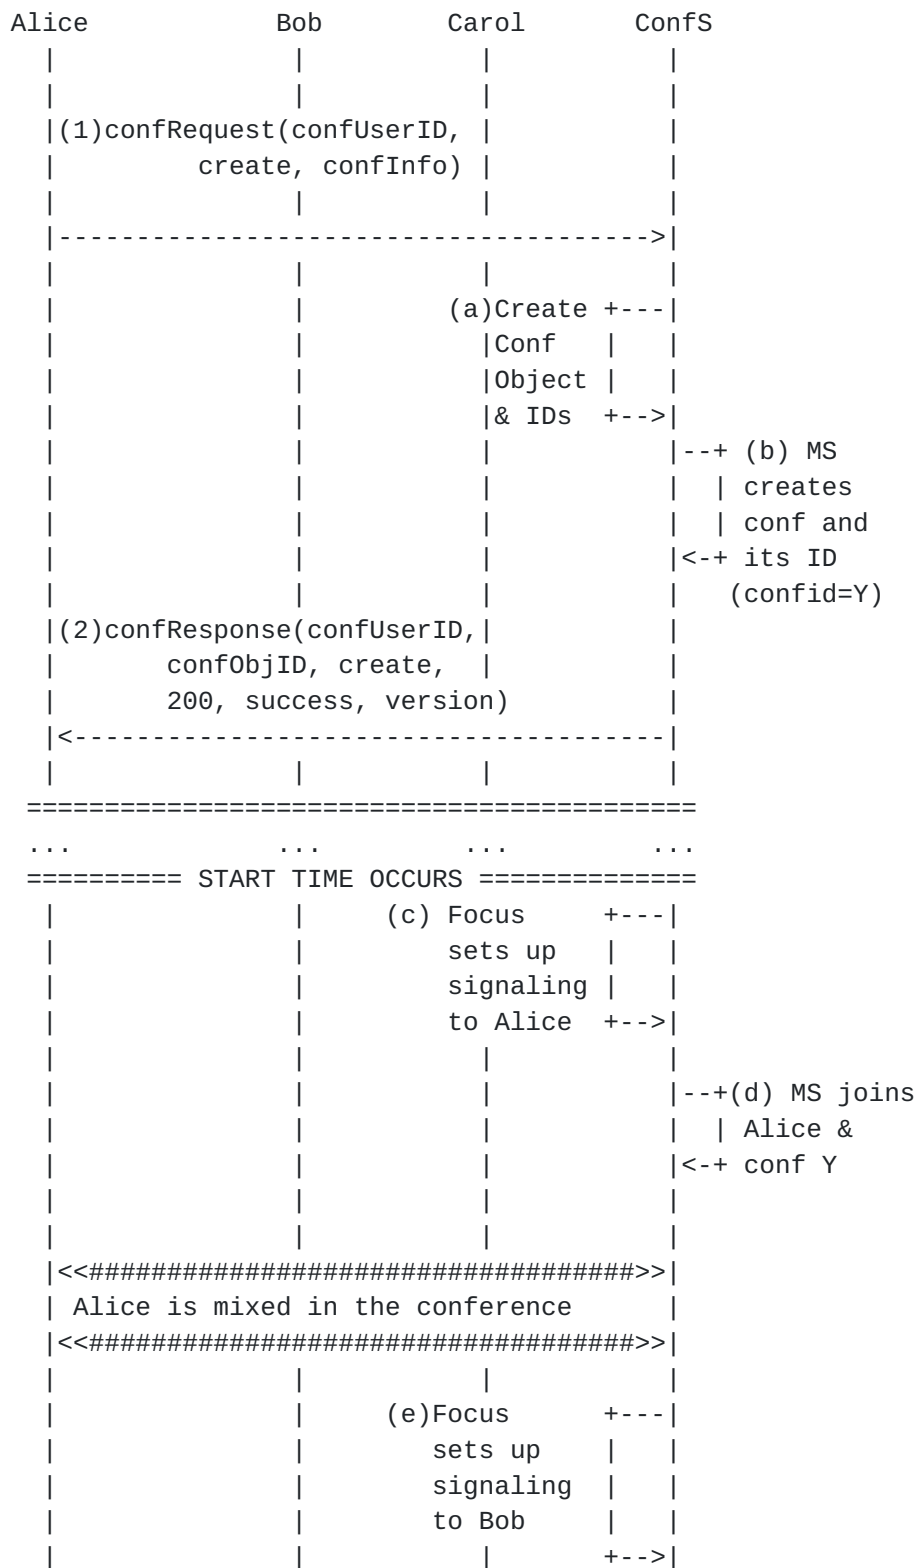 Alice            Bob        Carol       ConfS
  |               |           |           |
  |               |           |           |
  |(1)confRequest(confUserID, |           |
  |         create, confInfo) |           |
  |               |           |           |
  |-------------------------------------->|
  |               |           |           |
  |               |         (a)Create +---|
  |               |           |Conf   |   |
  |               |           |Object |   |
  |               |           |& IDs  +-->|
  |               |           |           |--+ (b) MS
  |               |           |           |  | creates
  |               |           |           |  | conf and
  |               |           |           |<-+ its ID
  |               |           |           |   (confid=Y)
  |(2)confResponse(confUserID,|           |
  |       confObjID, create,  |           |
  |       200, success, version)          |
  |<--------------------------------------|
  |               |           |           |
 ===========================================
 ...             ...         ...         ...
 ========== START TIME OCCURS ==============
  |               |     (c) Focus     +---|
  |               |         sets up   |   |
  |               |         signaling |   |
  |               |         to Alice  +-->|
  |               |           |           |
  |               |           |           |--+(d) MS joins
  |               |           |           |  | Alice &
  |               |           |           |<-+ conf Y
  |               |           |           |
  |               |           |           |
  |<<###################################>>|
  | Alice is mixed in the conference      |
  |<<###################################>>|
  |               |           |           |
  |               |     (e)Focus      +---|
  |               |        sets up    |   |
  |               |        signaling  |   |
  |               |        to Bob     |   |
  |               |           |       +-->|